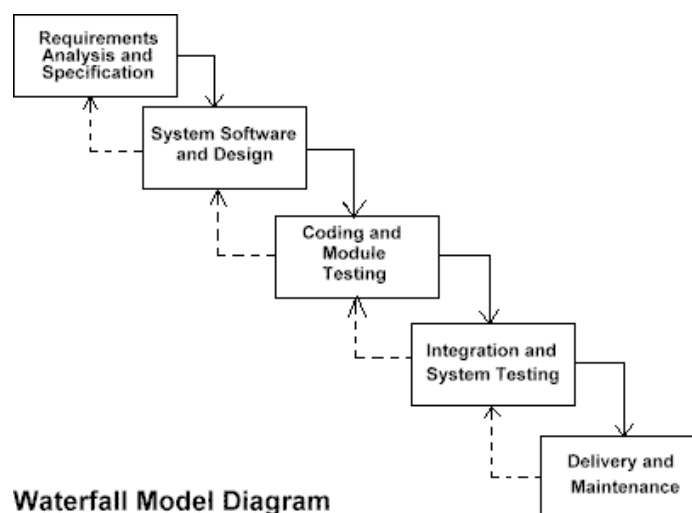 Requirements
Analysis and
Specification
System Software
and Design
Coding and
Module
Testing
Integration and
System Testing
Delivery and
Maintenance
Waterfall Model Diagram